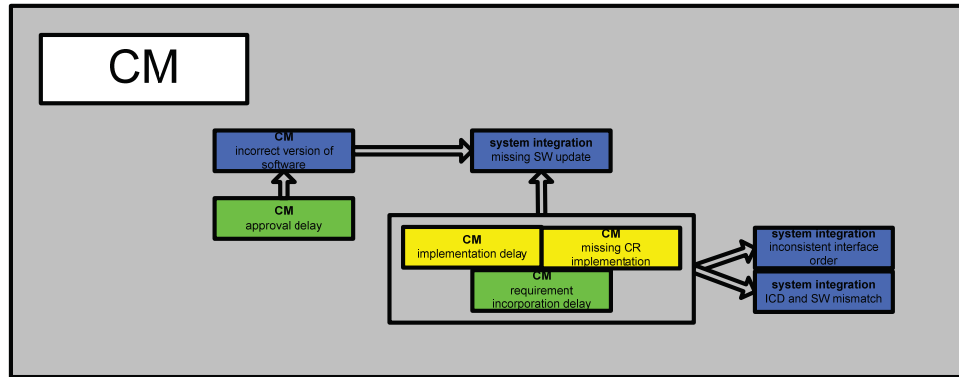 CM
CM
incorrect version of
software
system integration
missing SW update
CM
approval delay
CM
implementation delay
CM
missing CR
implementation
CM
requirement
incorporation delay
system integration
inconsistent interface
order
system integration
ICD and SW mismatch